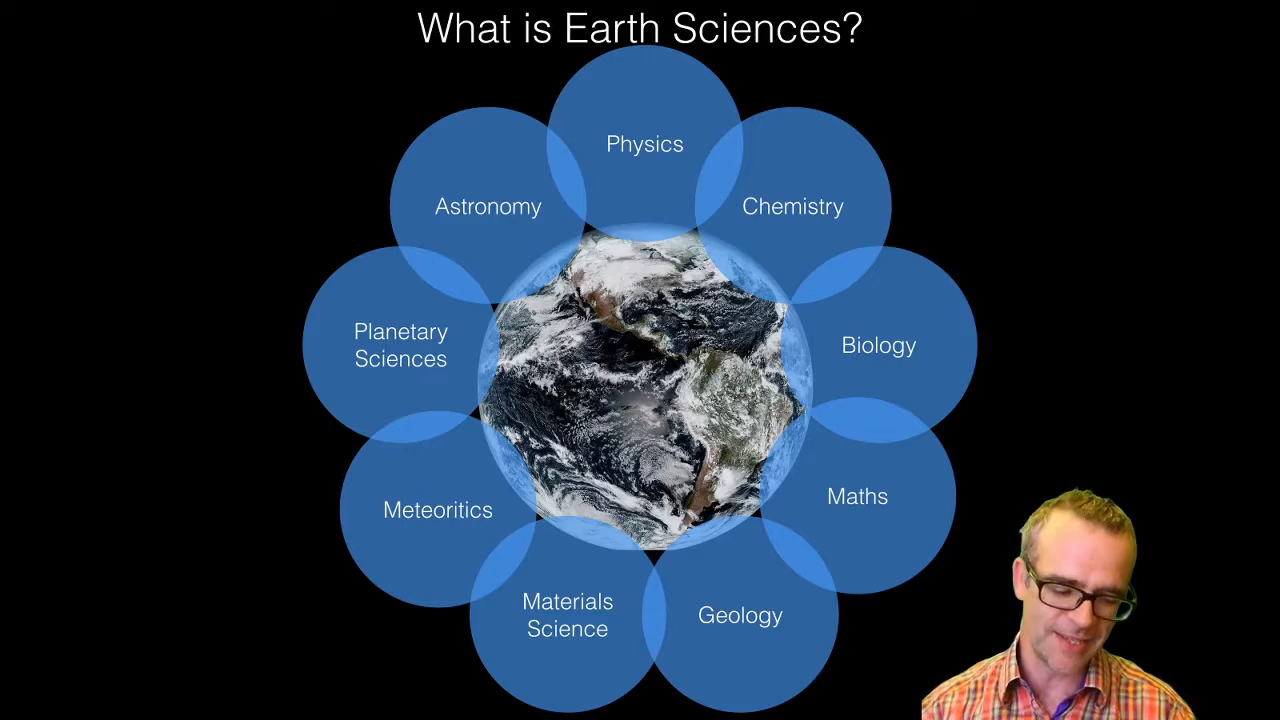 What is Earth Sciences?
Physics
Astronomy
Chemistry
Planetary
Sciences
Biology
Meteoritics
Maths
Materials
Science
Geology